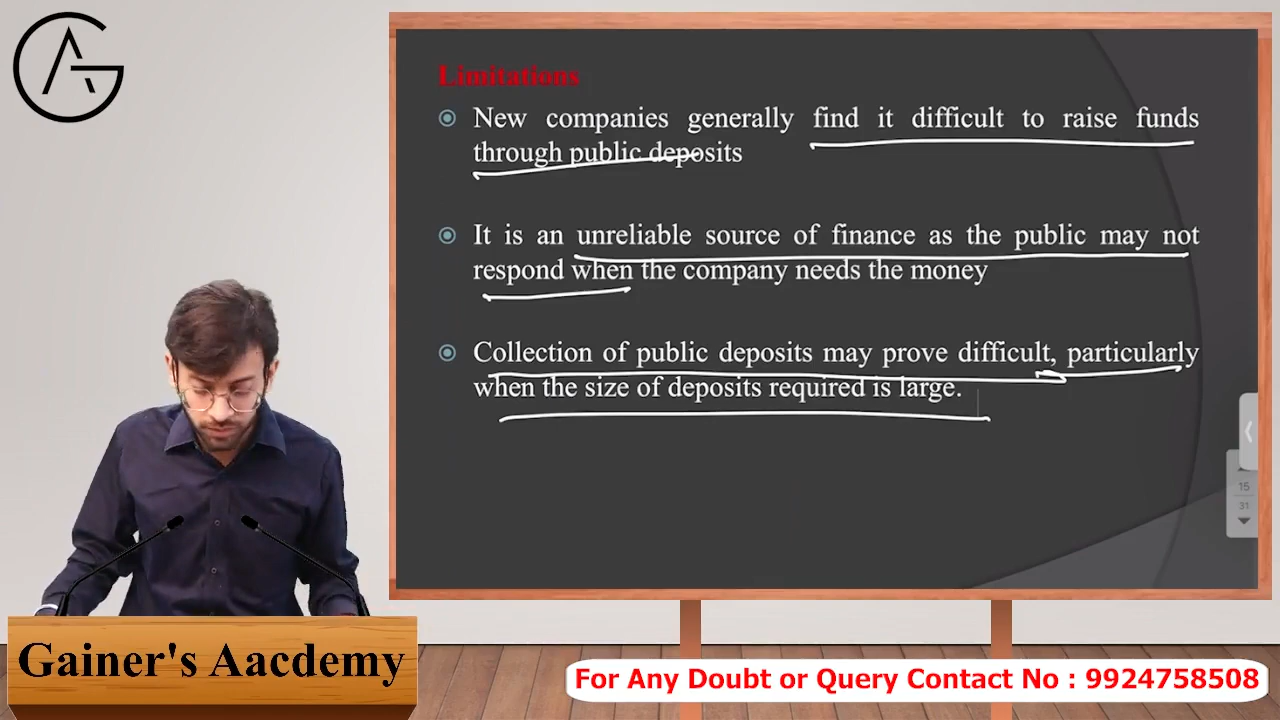 Limitations
New companies generally find it difficult to raise funds
through public deposits
It is an unreliable source of finance as the public may not
respond when the company needs the money
Collection of public deposits may prove difficult, particularly
when the size of deposits required is large.
15
31
Gainer's Aacdemy
For Any Doubt or Query Contact No : 9924758508